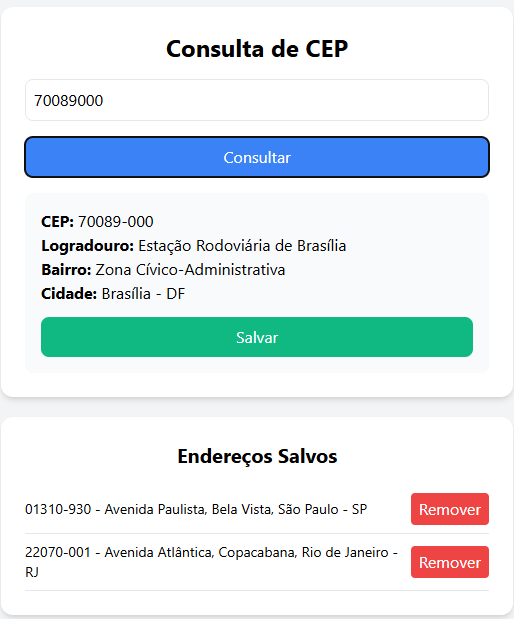 Consulta de CEP
70089000
Consultar
CEP: 70089-000
Logradouro: Estação Rodoviária de Brasília
Bairro: Zona Cívico-Administrativa
Cidade: Brasília - DF
Salvar
Endereços Salvos
01310-930 - Avenida Paulista, Bela Vista, São Paulo - SP
Remover
22070-001 - Avenida Atlântica, Copacabana, Rio de Janeiro -
RJ
Remover